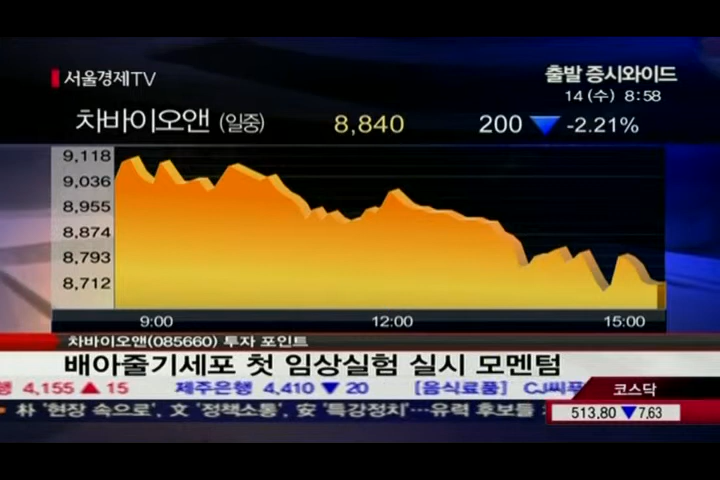 서울경제TV
출발 증시와이드
14(수) 8:58
차바이오앤 (일중) 8,840 200 ▼ -2.21%
9,118
9,036
8,955
8,874
8,793
8,712
9:00 12:00 15:00
차바이오앤(085660) 투자 포인트
배아줄기세포 첫 임상실험 실시 모멘텀
4,155 ▲ 15 제주은행 4,410 ▼ 20 [음식료품] CJ씨푸
코스닥
513.80 ▼7.63
朴 '현장 속으로', 文 '정책소통', 安 '특강정치'…유력 후보들